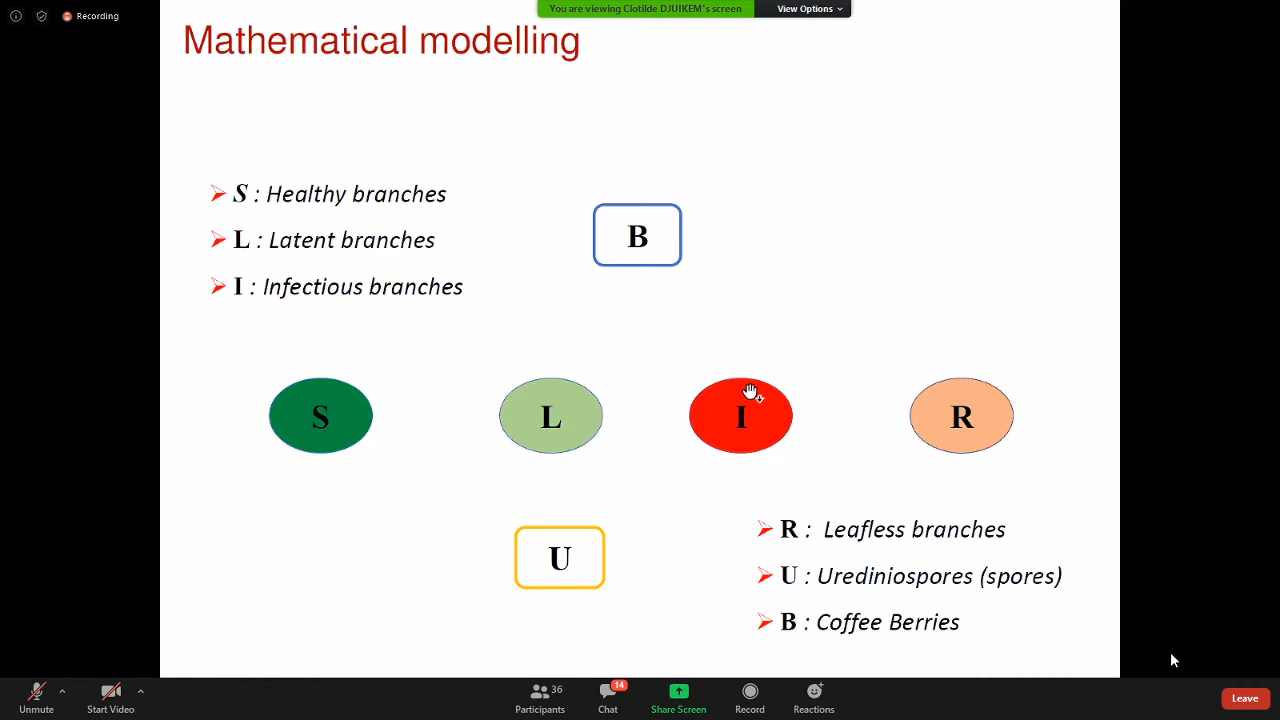 Recording
You are viewing Clotilde DJUIKEM's screen
View Options
Mathematical modelling
S : Healthy branches
L : Latent branches
I : Infectious branches
B
S
L
I
R
U
R : Leafless branches
U : Urediniospores (spores)
B : Coffee Berries
Unmute
Start Video
36
Participants
14
Chat
Share Screen
Record
Reactions
Leave